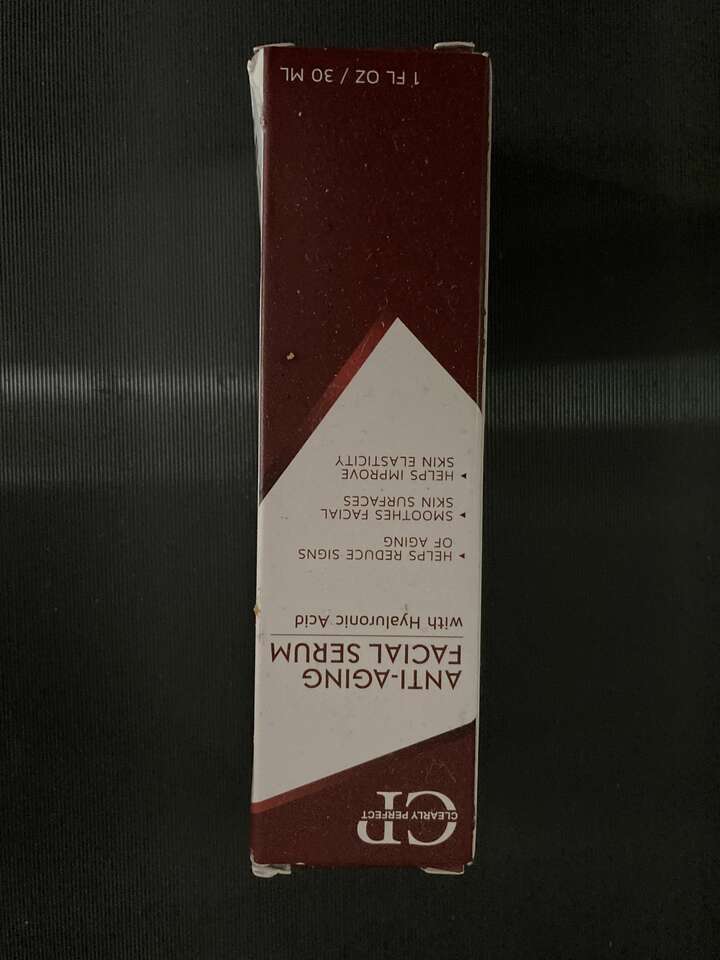 CP
CLEARLY PERFECT
ANTI-AGING
FACIAL SERUM
with Hyaluronic Acid
▸ HELPS REDUCE SIGNS
OF AGING
▸ SMOOTHES FACIAL
SKIN SURFACES
▸ HELPS IMPROVE
SKIN ELASTICITY
1 FL OZ / 30 ML